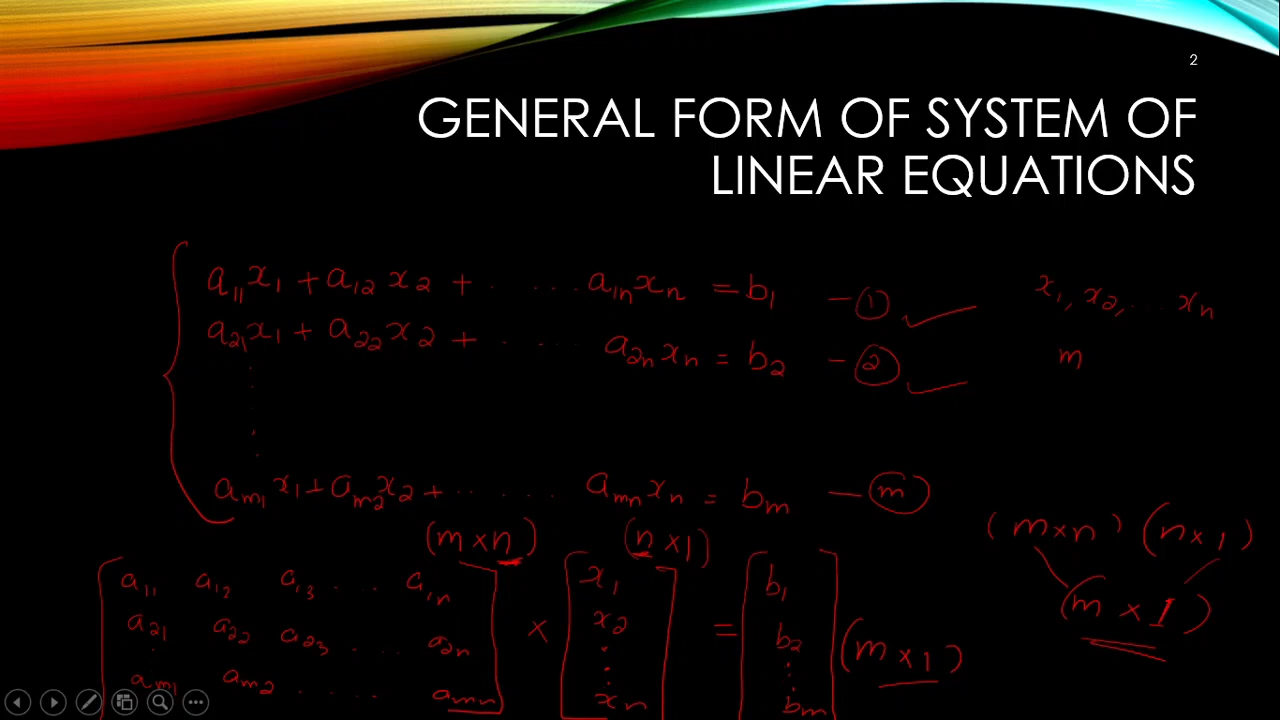 2
GENERAL FORM OF SYSTEM OF
LINEAR EQUATIONS
a₁₁x₁ + a₁₂x₂ + . . . . . a₁ₙxₙ = b₁ – ①
x₁, x₂, . . . xₙ
a₂₁x₁ + a₂₂x₂ + . . . . . a₂ₙxₙ = b₂ – ②
m
aₘ₁x₁ + aₘ₂x₂ + . . . . . . aₘₙxₙ = bₘ — m
(m × n) (n × 1)
(m × n) (n × 1)
a₁₁ a₁₂ a₁₃ . . . . a₁ₙ x₁ b₁
a₂₁ a₂₂ a₂₃ . . . . a₂ₙ × x₂ = b₂ (m × 1)
(m × 1)
aₘ₁ aₘ₂ . . . . . aₘₙ xₙ bₘ